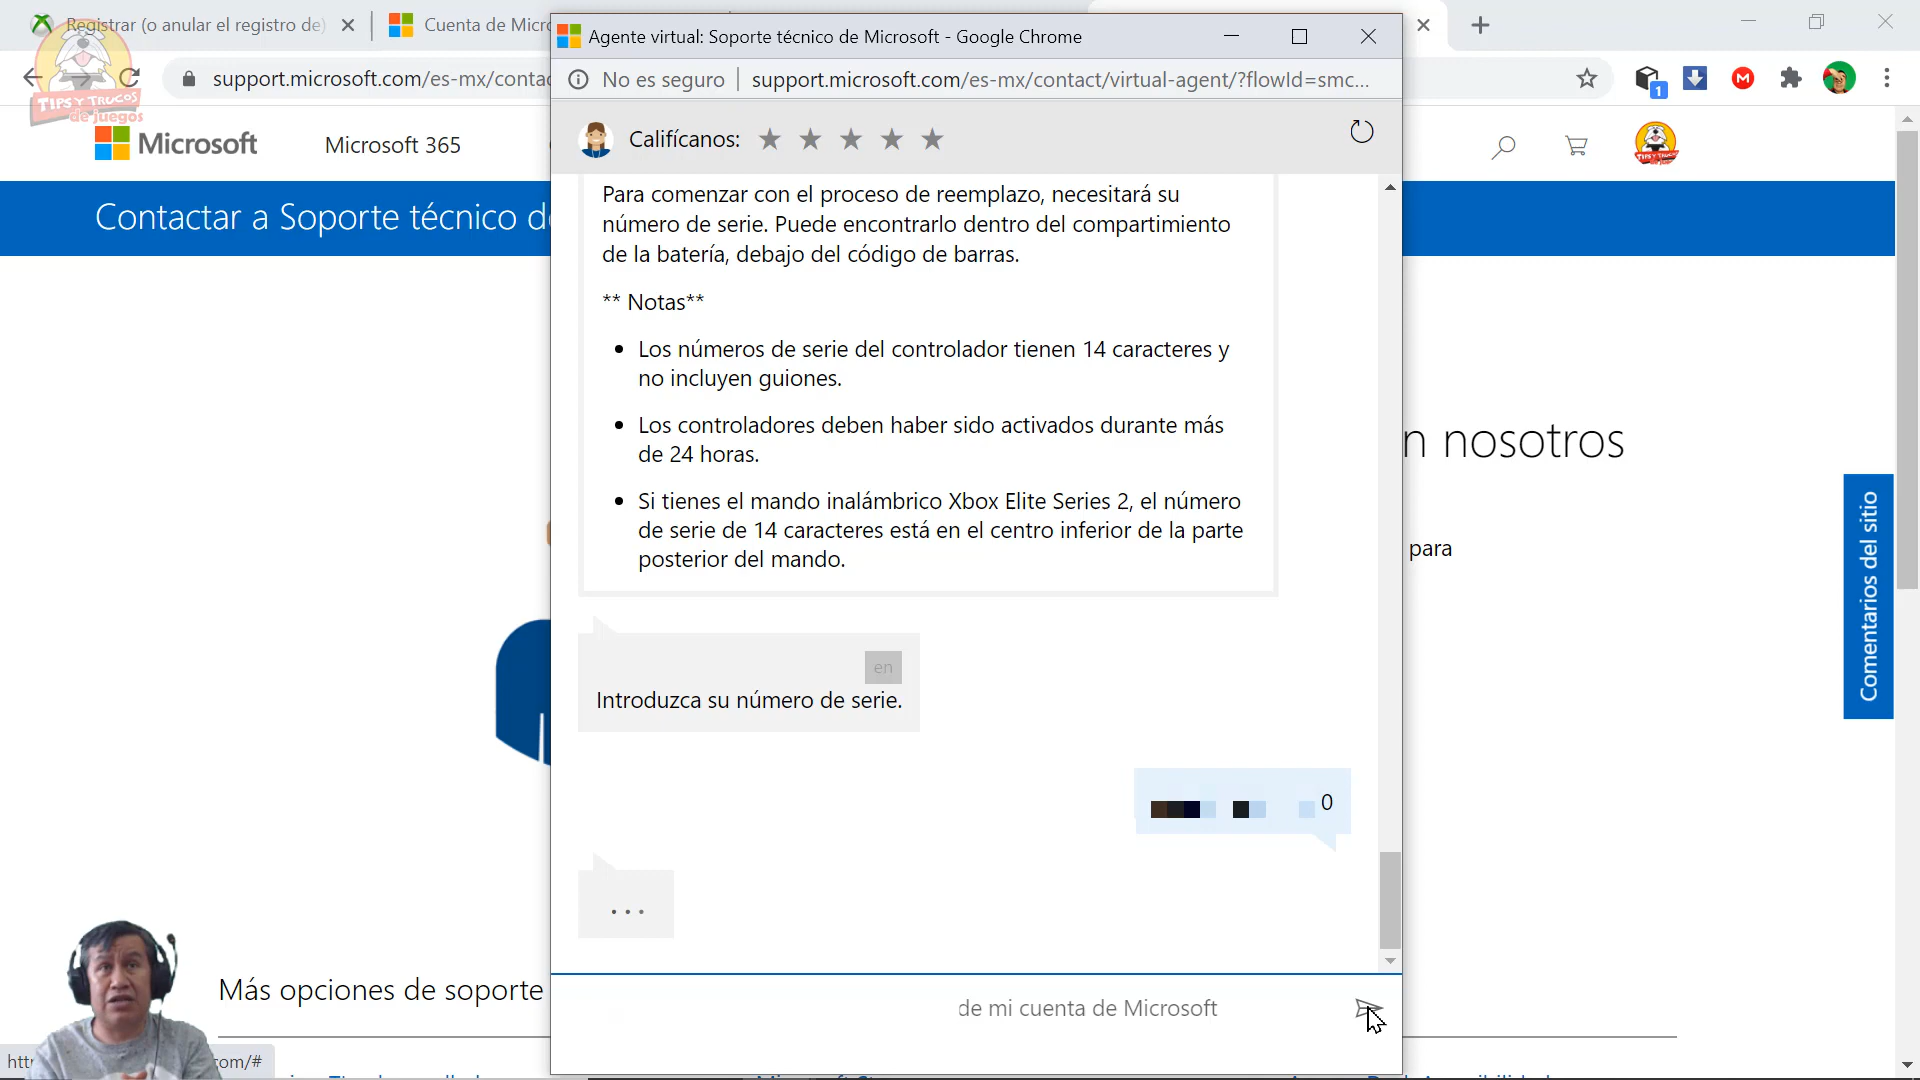 Registrar (o anular el registro de)
Cuenta de Micro
Agente virtual: Soporte técnico de Microsoft - Google Chrome
support.microsoft.com/es-mx/contac
No es seguro
support.microsoft.com/es-mx/contact/virtual-agent/?flowId=smc...
1
M
TIPS Y TRUCOS
de juegos
Microsoft
Microsoft 365
Califícanos:
Contactar a Soporte técnico de
Para comenzar con el proceso de reemplazo, necesitará su
número de serie. Puede encontrarlo dentro del compartimiento
de la batería, debajo del código de barras.
** Notas**
Los números de serie del controlador tienen 14 caracteres y
no incluyen guiones.
Los controladores deben haber sido activados durante más
de 24 horas.
Si tienes el mando inalámbrico Xbox Elite Series 2, el número
de serie de 14 caracteres está en el centro inferior de la parte
posterior del mando.
n nosotros
para
Comentarios del sitio
en
Introduzca su número de serie.
0
...
de mi cuenta de Microsoft
Más opciones de soporte
com/#